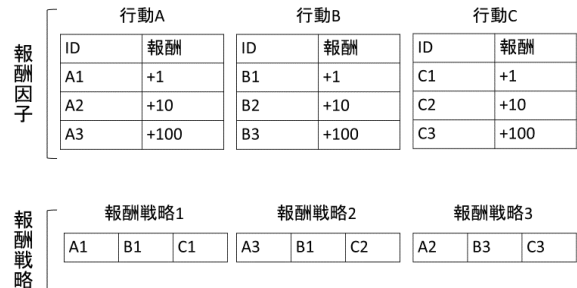 報酬因子
行動A 行動B 行動C
ID 報酬 ID 報酬 ID 報酬
A1 +1 B1 +1 C1 +1
A2 +10 B2 +10 C2 +10
A3 +100 B3 +100 C3 +100
報酬戦略
報酬戦略1 報酬戦略2 報酬戦略3
A1 B1 C1 A3 B1 C2 A2 B3 C3